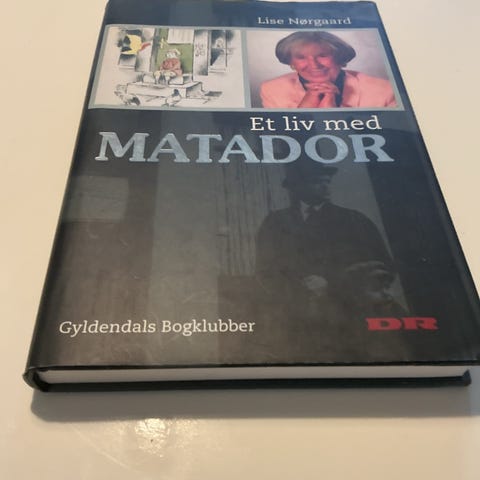 Lise Nørgaard
Et liv med
MATADOR
Gyldendals Bogklubber
DR